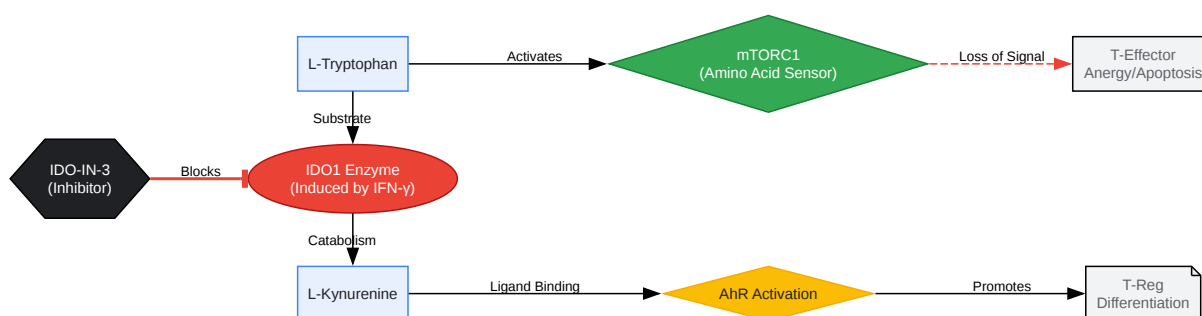 L-Tryptophan
Activates
mTORC1
(Amino Acid Sensor)
Loss of Signal
T-Effector
Anergy/Apoptosis
Substrate
IDO-IN-3
(Inhibitor)
Blocks
IDO1 Enzyme
(Induced by IFN-γ)
Catabolism
L-Kynurenine
Ligand Binding
AhR Activation
Promotes
T-Reg
Differentiation